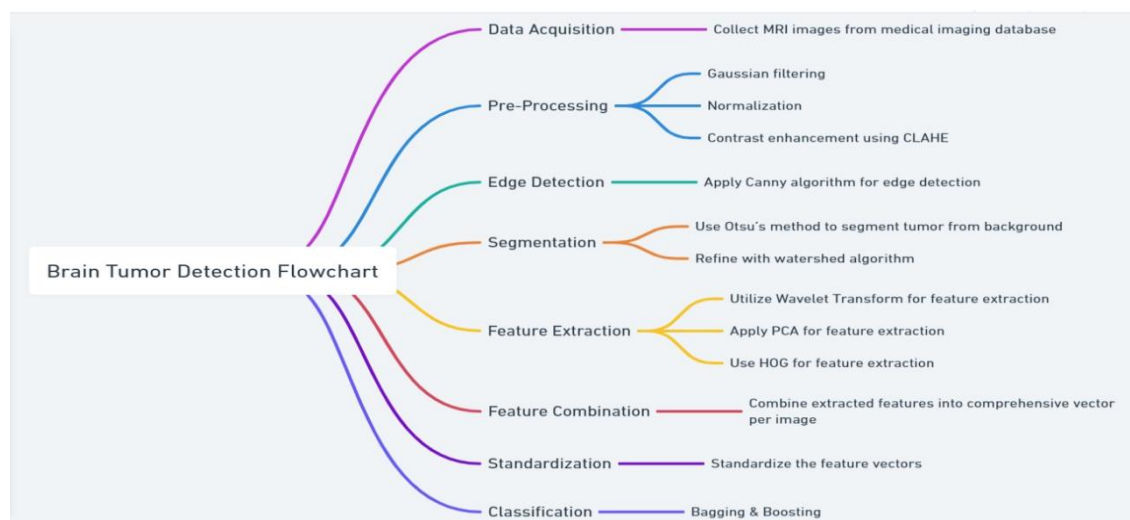 Brain Tumor Detection Flowchart
Data Acquisition
Collect MRI images from medical imaging database
Pre-Processing
Gaussian filtering
Normalization
Contrast enhancement using CLAHE
Edge Detection
Apply Canny algorithm for edge detection
Segmentation
Use Otsu's method to segment tumor from background
Refine with watershed algorithm
Feature Extraction
Utilize Wavelet Transform for feature extraction
Apply PCA for feature extraction
Use HOG for feature extraction
Feature Combination
Combine extracted features into comprehensive vector
per image
Standardization
Standardize the feature vectors
Classification
Bagging & Boosting